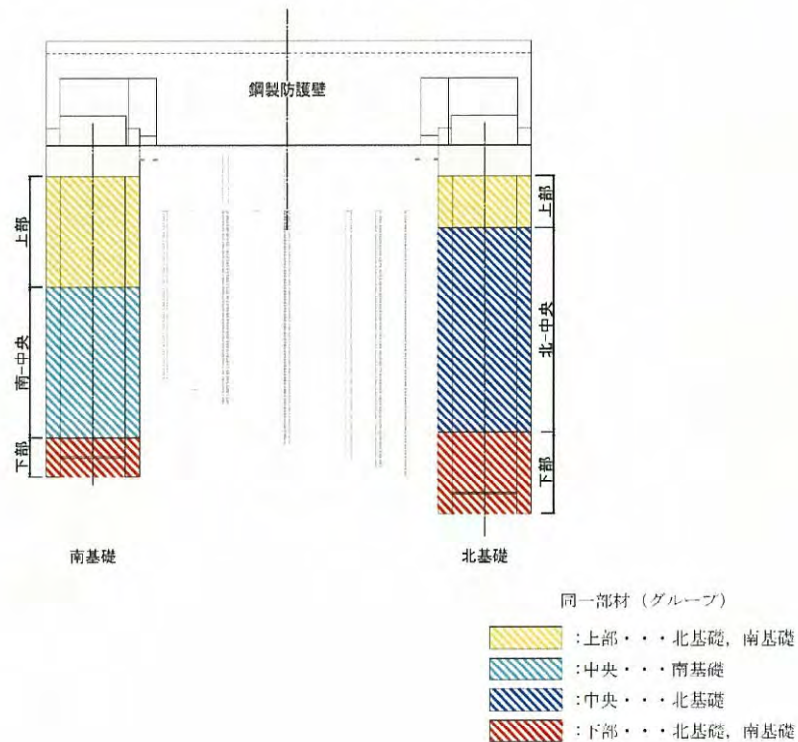 鋼製防護壁
上部
南-中央
下部
上部
北-中央
下部
南基礎
北基礎
同一部材（グループ）
：上部・・・北基礎，南基礎
：中央・・・南基礎
：中央・・・北基礎
：下部・・・北基礎，南基礎